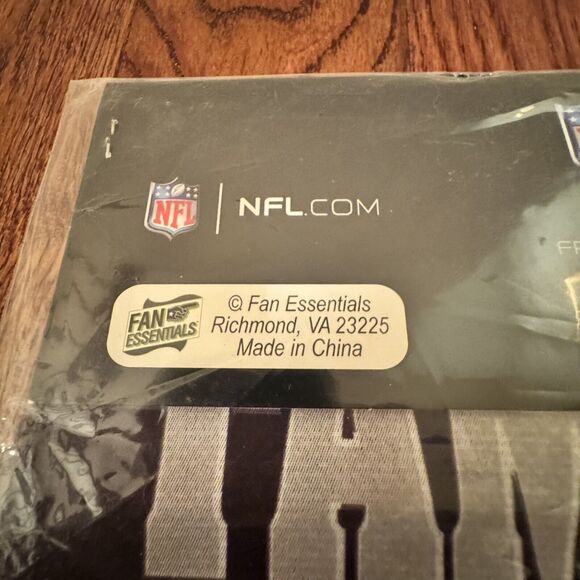 NFL
NFL.COM
FAN
ESSENTIALS
© Fan Essentials
Richmond, VA 23225
Made in China